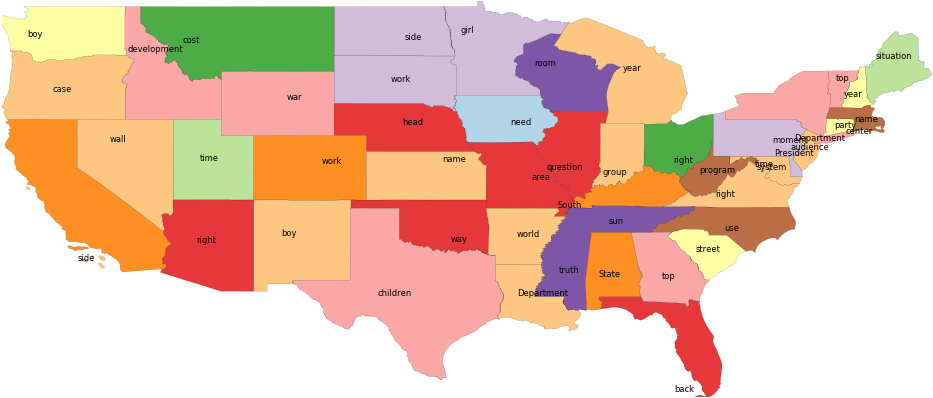 boy
development
cost
side
girl
room
year
situation
top
year
name
party
center
case
war
work
head
need
moment
Department
audience
President
wall
time
work
name
question
area
group
right
program
time
system
right
South
right
boy
way
world
sun
use
street
truth
State
top
side
children
Department
back